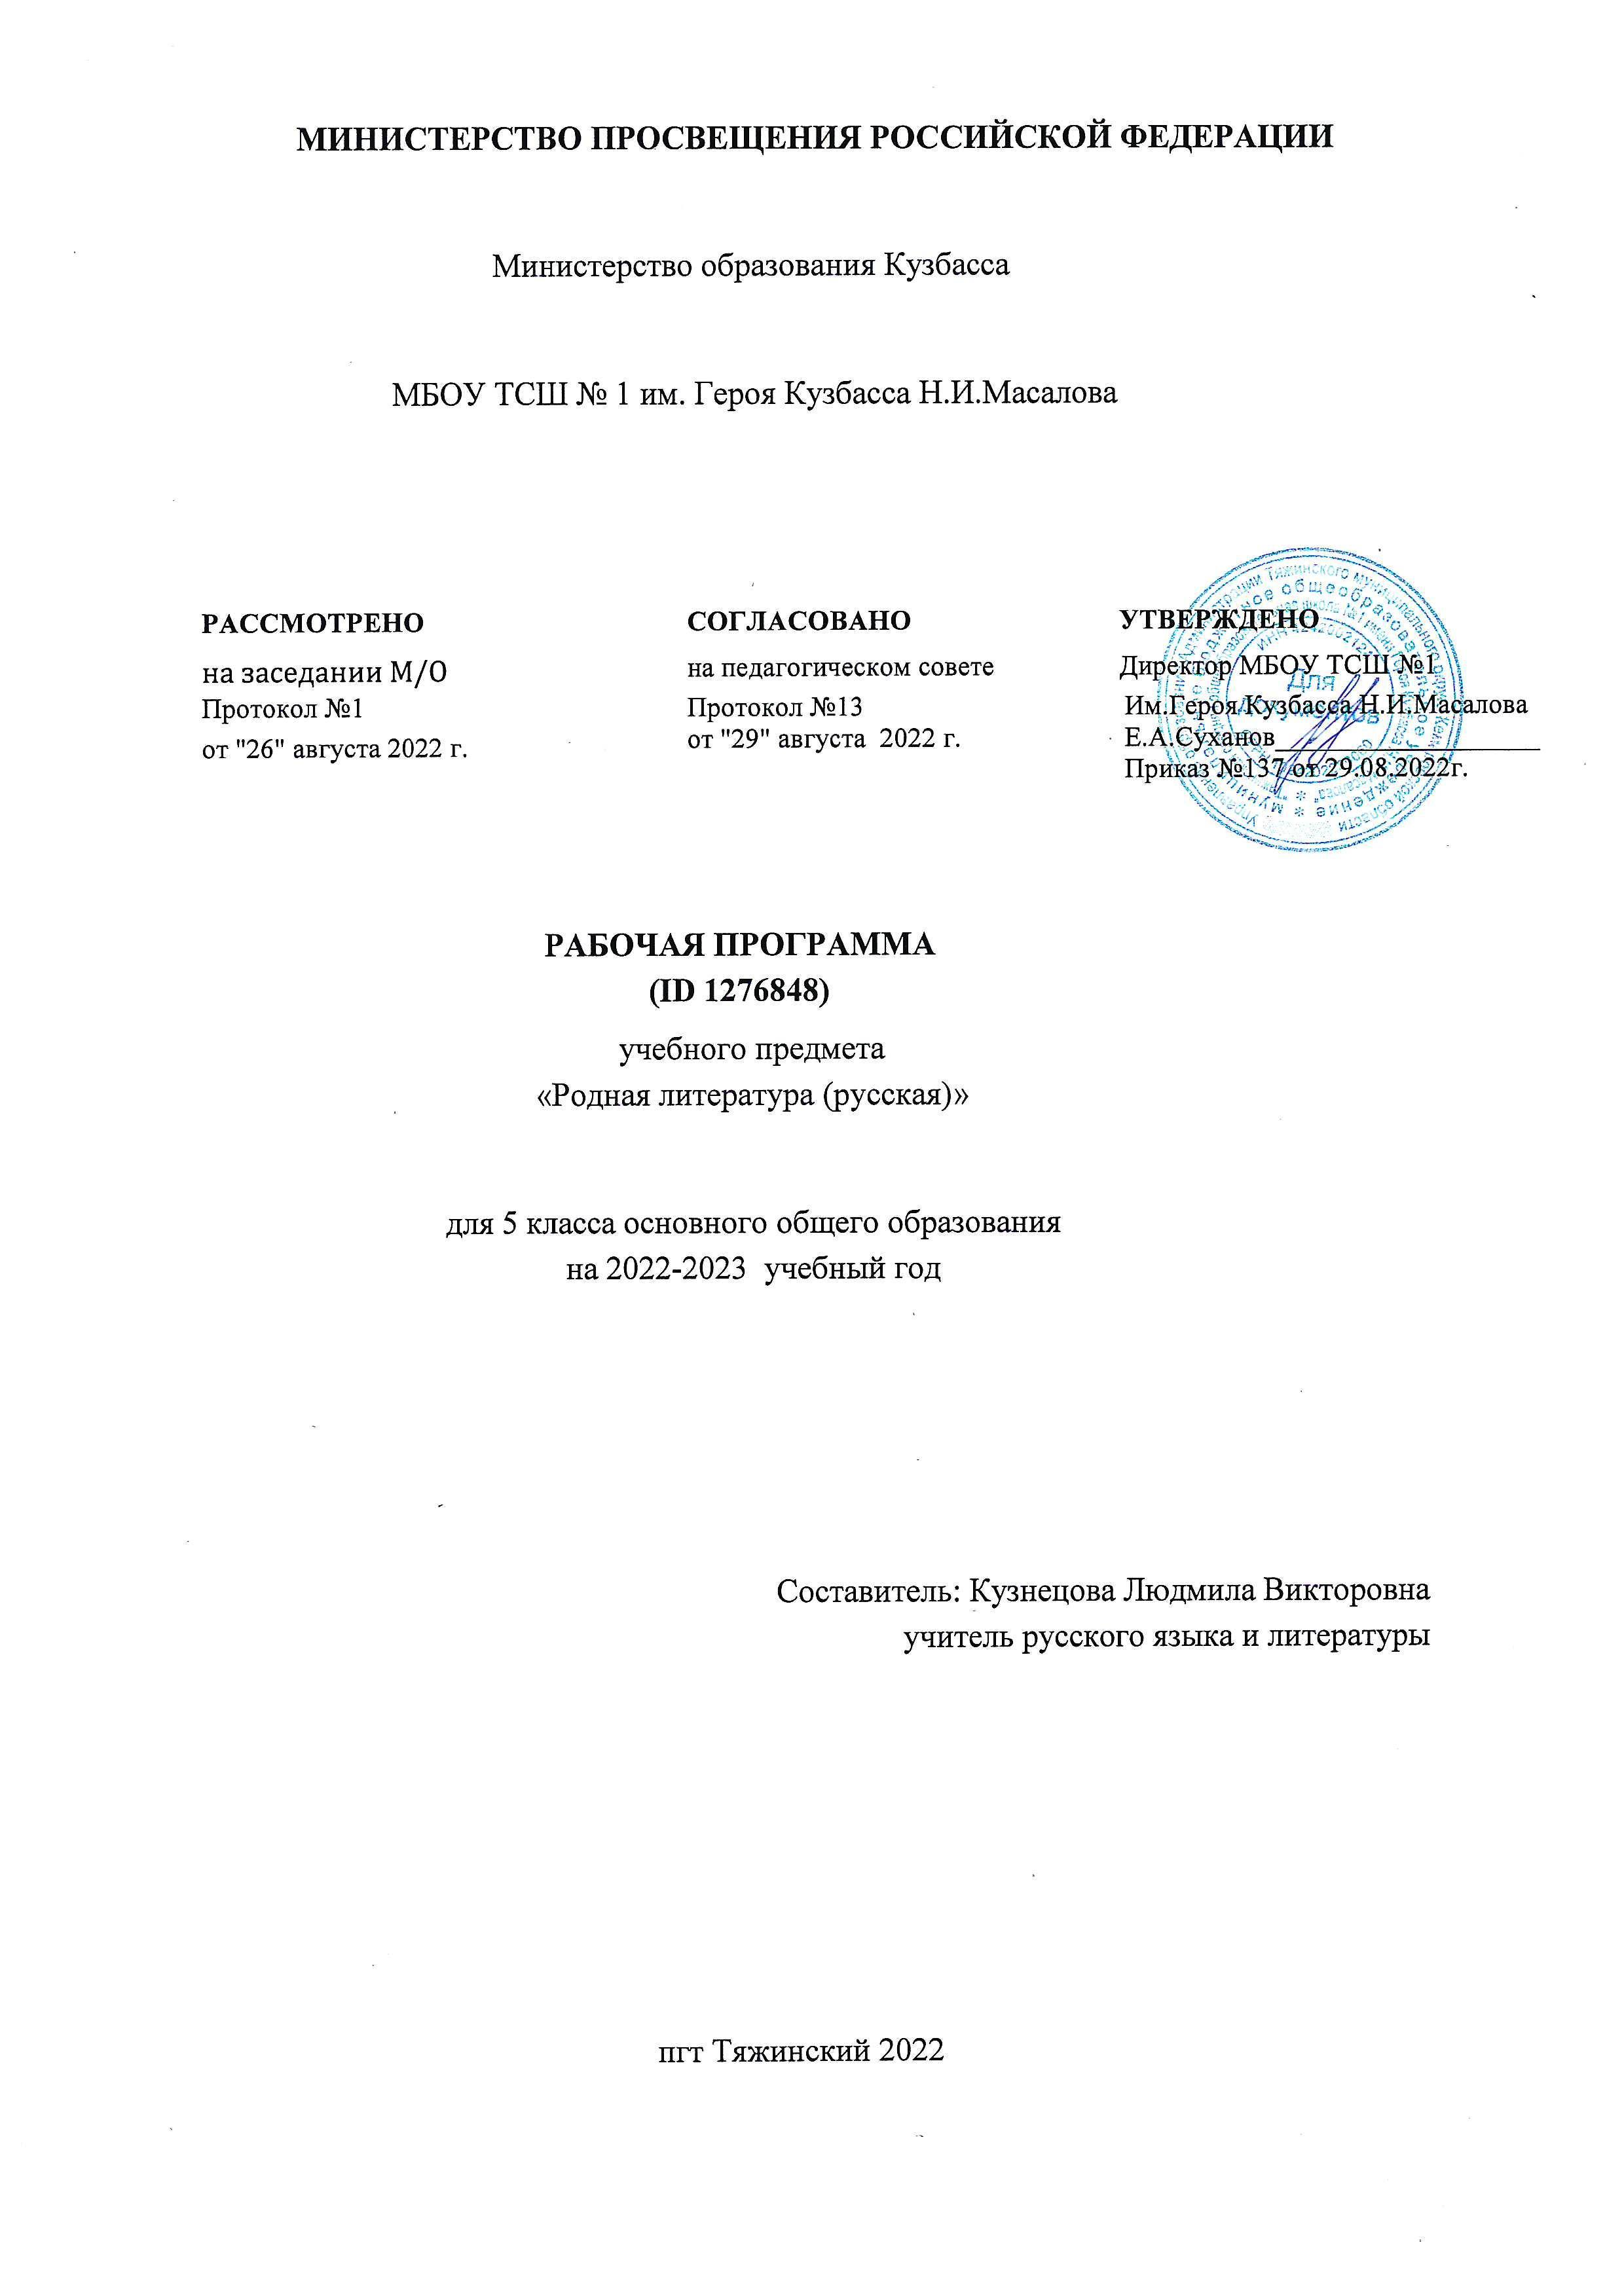 МИНИСТЕРСТВО ПРОСВЕЩЕНИЯ РОССИЙСКОЙ ФЕДЕРАЦИИ
Министерство образования Кузбасса
МБОУ ТСШ № 1 им. Героя Кузбасса Н.И.Масалова
РАССМОТРЕНО
на заседании М/О
Протокол №1
от "26" августа 2022 г.
СОГЛАСОВАНО
на педагогическом совете
Протокол №13
от "29" августа 2022 г.
УТВЕРЖДЕНО
Директор МБОУ ТСШ №1
Им.Героя Кузбасса Н.И.Масалова
Е.А.Суханов____________________
Приказ №137 от 29.08.2022г.
Для
документов
РАБОЧАЯ ПРОГРАММА
(ID 1276848)
учебного предмета
«Родная литература (русская)»
для 5 класса основного общего образования
на 2022-2023 учебный год
Составитель: Кузнецова Людмила Викторовна
учитель русского языка и литературы
пгт Тяжинский 2022